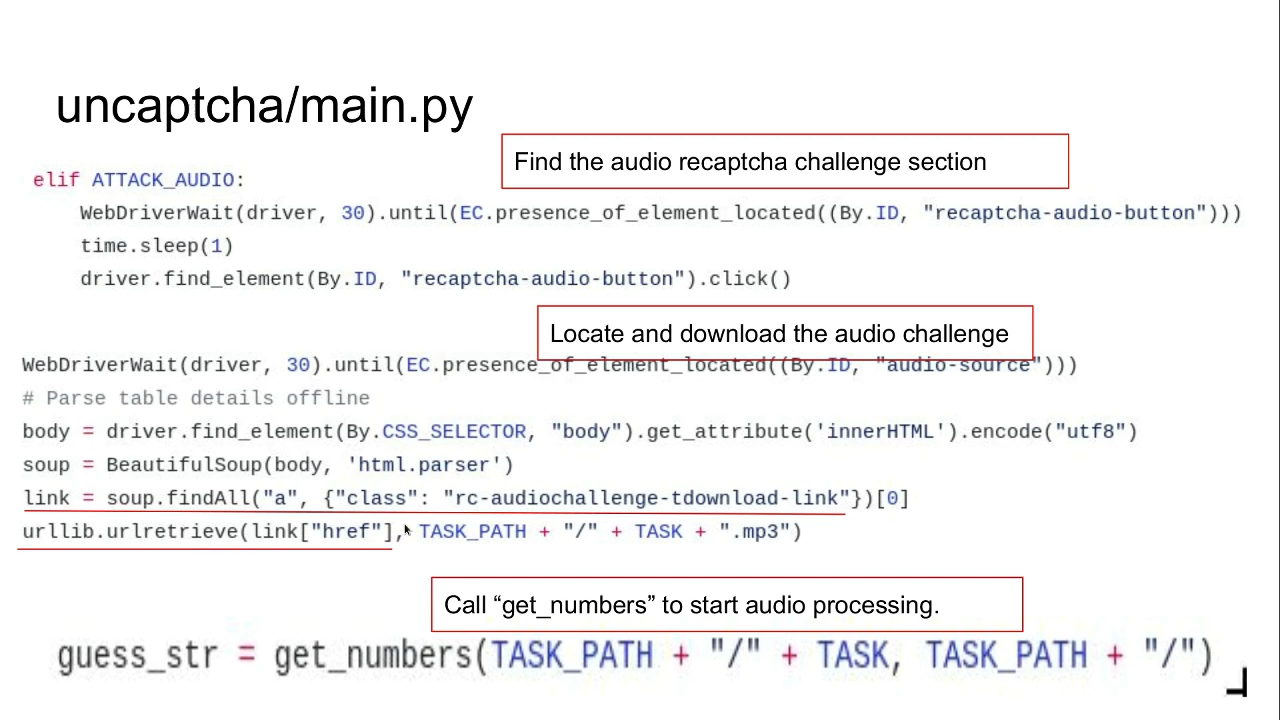 uncaptcha/main.py
Find the audio recaptcha challenge section
elif ATTACK_AUDIO:
WebDriverWait(driver, 30).until(EC.presence_of_element_located((By.ID, "recaptcha-audio-button")))
time.sleep(1)
driver.find_element(By.ID, "recaptcha-audio-button").click()
Locate and download the audio challenge
WebDriverWait(driver, 30).until(EC.presence_of_element_located((By.ID, "audio-source")))
# Parse table details offline
body = driver.find_element(By.CSS_SELECTOR, "body").get_attribute('innerHTML').encode("utf8")
soup = BeautifulSoup(body, 'html.parser')
link = soup.findAll("a", {"class": "rc-audiochallenge-tdownload-link"})[0]
urllib.urlretrieve(link["href"], TASK_PATH + "/" + TASK + ".mp3")
Call “get_numbers” to start audio processing.
guess_str = get_numbers(TASK_PATH + "/" + TASK, TASK_PATH + "/")